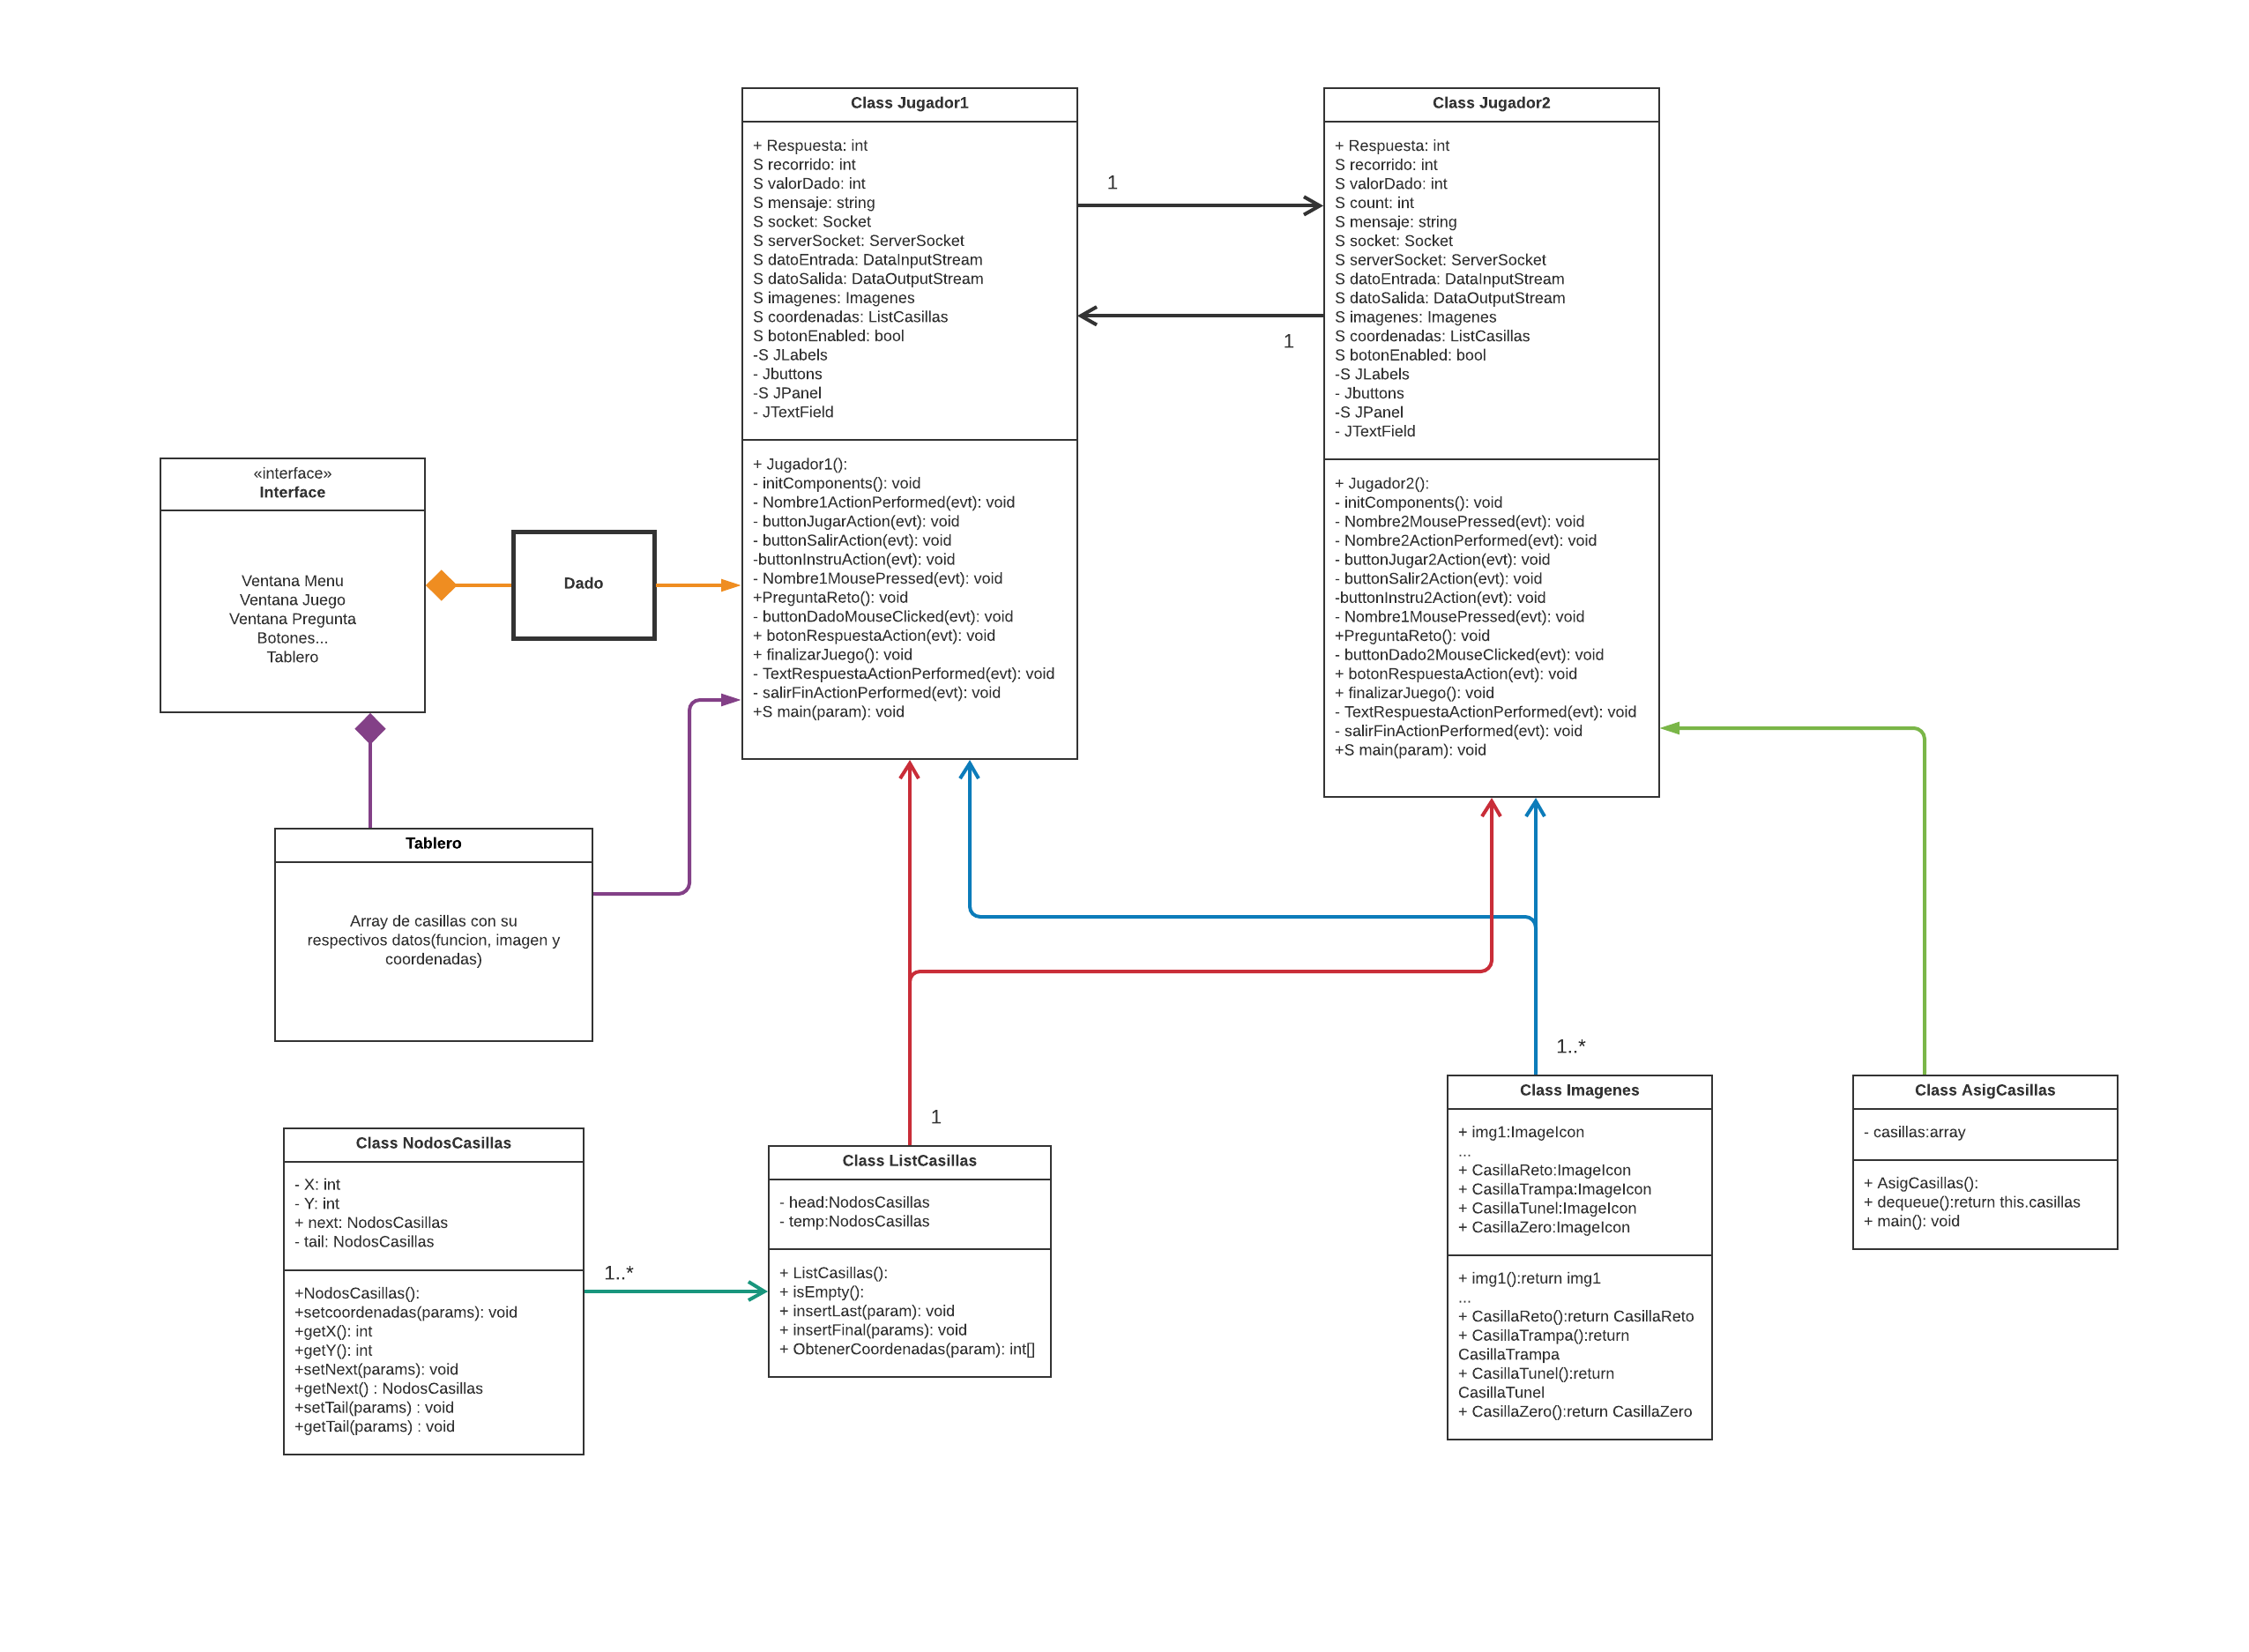 Class Jugador1
+ Respuesta: int
S recorrido: int
S valorDado: int
S mensaje: string
S socket: Socket
S serverSocket: ServerSocket
S datoEntrada: DataInputStream
S datoSalida: DataOutputStream
S imagenes: Imagenes
S coordenadas: ListCasillas
S botonEnabled: bool
-S JLabels
- Jbuttons
-S JPanel
- JTextField
+ Jugador1():
- initComponents(): void
- Nombre1ActionPerformed(evt): void
- buttonJugarAction(evt): void
- buttonSalirAction(evt): void
-buttonInstruAction(evt): void
- Nombre1MousePressed(evt): void
+PreguntaReto(): void
- buttonDadoMouseClicked(evt): void
+ botonRespuestaAction(evt): void
+ finalizarJuego(): void
- TextRespuestaActionPerformed(evt): void
- salirFinActionPerformed(evt): void
+S main(param): void
1
1
Class Jugador2
+ Respuesta: int
S recorrido: int
S valorDado: int
S count: int
S mensaje: string
S socket: Socket
S serverSocket: ServerSocket
S datoEntrada: DataInputStream
S datoSalida: DataOutputStream
S imagenes: Imagenes
S coordenadas: ListCasillas
S botonEnabled: bool
-S JLabels
- Jbuttons
-S JPanel
- JTextField
+ Jugador2():
- initComponents(): void
- Nombre2MousePressed(evt): void
- Nombre2ActionPerformed(evt): void
- buttonJugar2Action(evt): void
- buttonSalir2Action(evt): void
-buttonInstru2Action(evt): void
- Nombre1MousePressed(evt): void
+PreguntaReto(): void
- buttonDado2MouseClicked(evt): void
+ botonRespuestaAction(evt): void
+ finalizarJuego(): void
- TextRespuestaActionPerformed(evt): void
- salirFinActionPerformed(evt): void
+S main(param): void
«interface»
Interface
Ventana Menu
Ventana Juego
Ventana Pregunta
Botones...
Tablero
Dado
Tablero
Array de casillas con su
respectivos datos(funcion, imagen y
coordenadas)
Class NodosCasillas
- X: int
- Y: int
+ next: NodosCasillas
- tail: NodosCasillas
+NodosCasillas():
+setcoordenadas(params): void
+getX(): int
+getY(): int
+setNext(params): void
+getNext() : NodosCasillas
+setTail(params) : void
+getTail(params) : void
1..*
1
Class ListCasillas
- head:NodosCasillas
- temp:NodosCasillas
+ ListCasillas():
+ isEmpty():
+ insertLast(param): void
+ insertFinal(params): void
+ ObtenerCoordenadas(param): int[]
1..*
Class Imagenes
+ img1:ImageIcon
...
+ CasillaReto:ImageIcon
+ CasillaTrampa:ImageIcon
+ CasillaTunel:ImageIcon
+ CasillaZero:ImageIcon
+ img1():return img1
...
+ CasillaReto():return CasillaReto
+ CasillaTrampa():return
CasillaTrampa
+ CasillaTunel():return
CasillaTunel
+ CasillaZero():return CasillaZero
Class AsigCasillas
- casillas:array
+ AsigCasillas():
+ dequeue():return this.casillas
+ main(): void